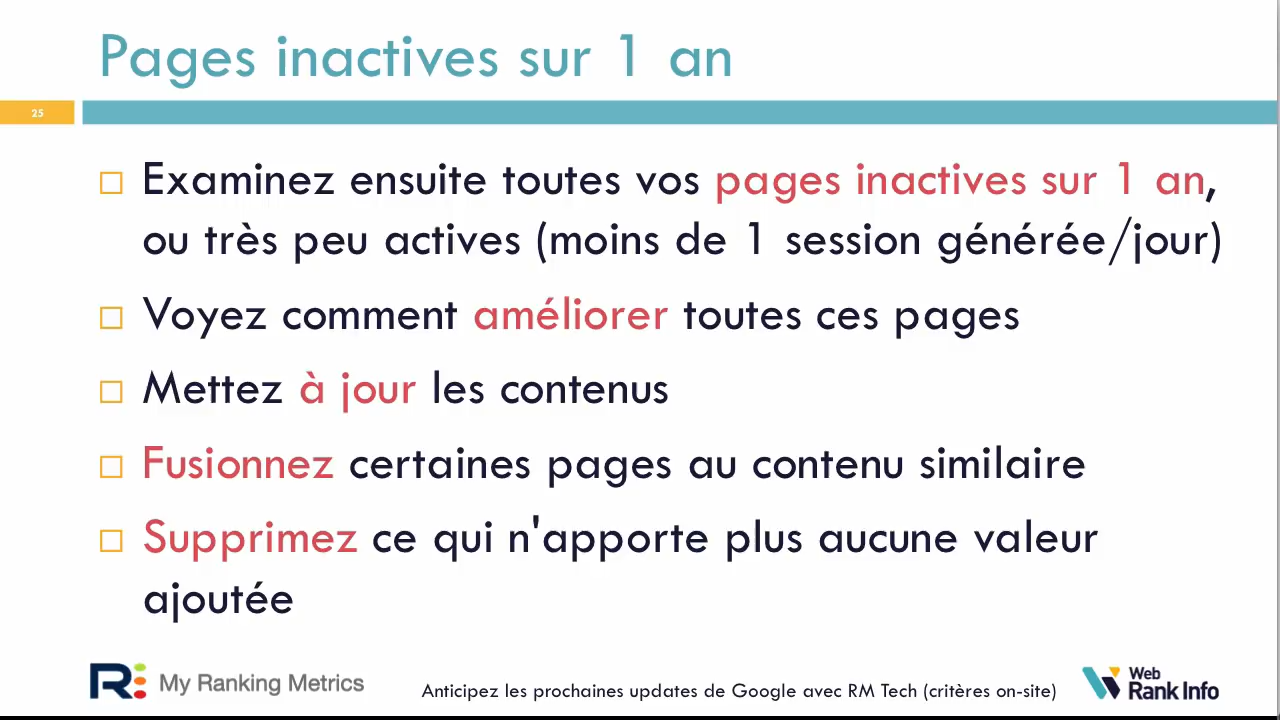 Pages inactives sur 1 an
25
Examinez ensuite toutes vos pages inactives sur 1 an,
ou très peu actives (moins de 1 session générée/jour)
Voyez comment améliorer toutes ces pages
Mettez à jour les contenus
Fusionnez certaines pages au contenu similaire
Supprimez ce qui n'apporte plus aucune valeur
ajoutée
R: My Ranking Metrics
Anticipez les prochaines updates de Google avec RM Tech (critères on-site)
Web
Rank Info